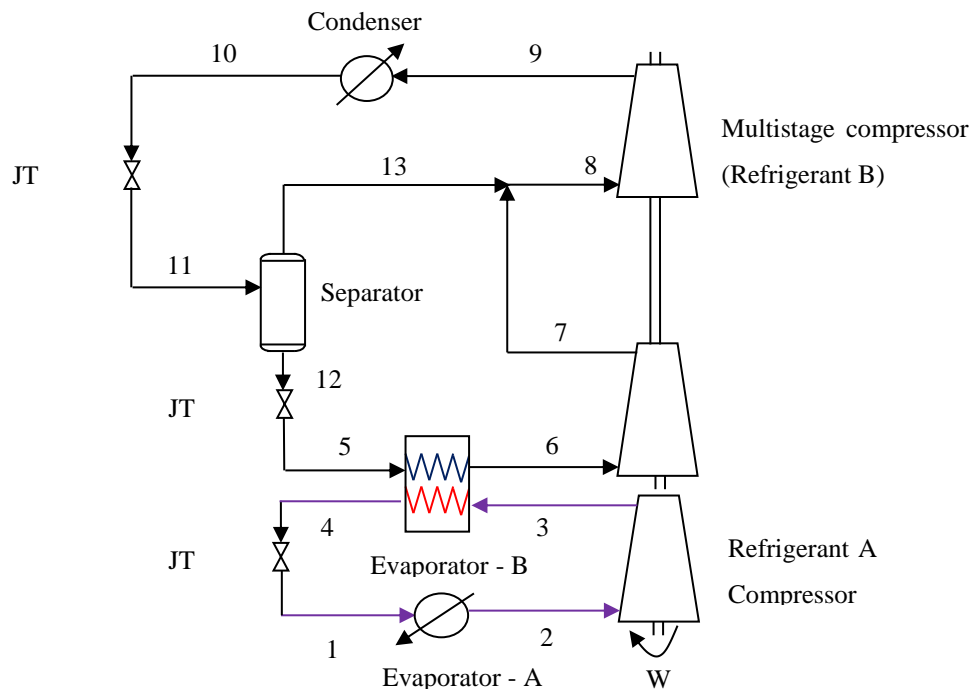 Condenser
10
9
Multistage compressor
(Refrigerant B)
JT
13
8
11
Separator
7
12
JT
5
6
4
3
JT
Evaporator - B
Refrigerant A
Compressor
1
2
W
Evaporator - A